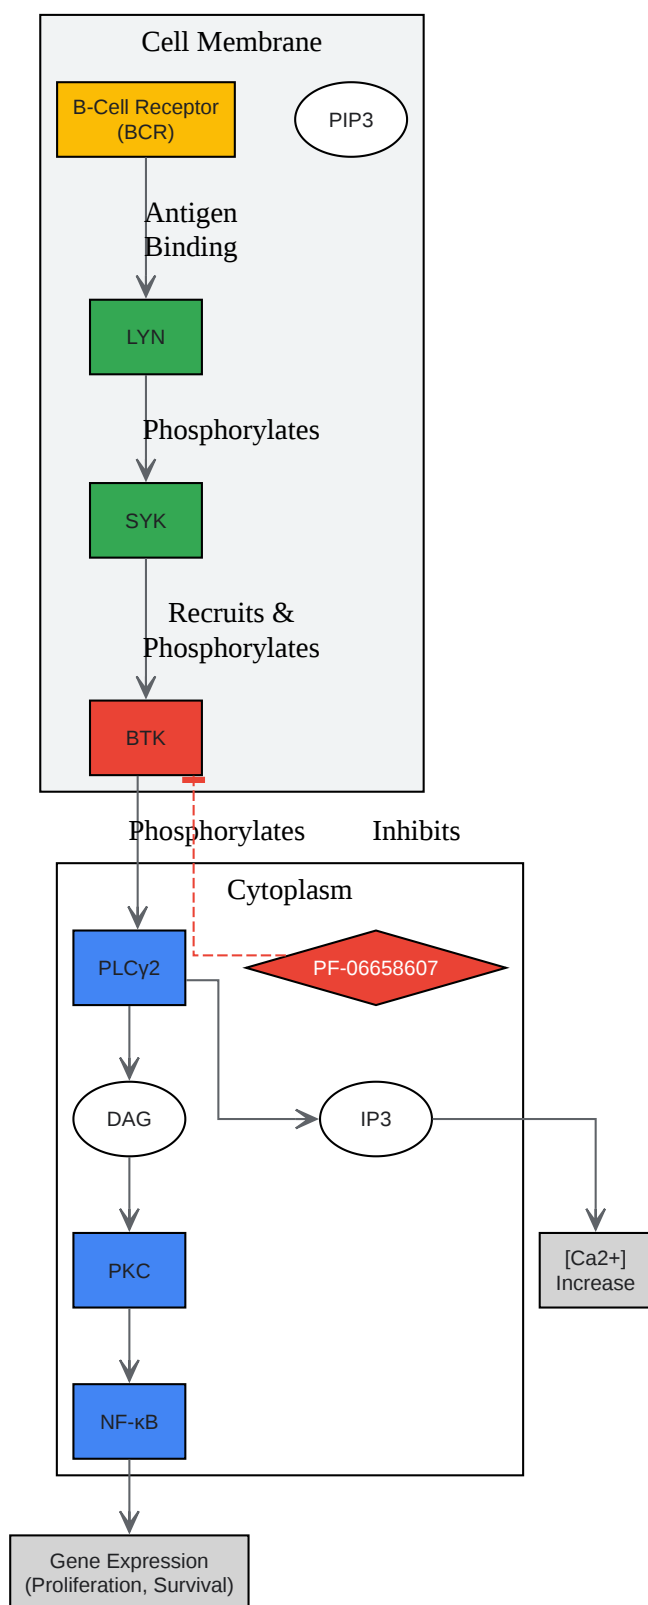 Cell Membrane
B-Cell Receptor
(BCR)
PIP3
Antigen
Binding
LYN
Phosphorylates
SYK
Recruits &
Phosphorylates
BTK
Phosphorylates
Inhibits
Cytoplasm
PLCγ2
PF-06658607
DAG
IP3
PKC
[Ca2+]
Increase
NF-κB
Gene Expression
(Proliferation, Survival)